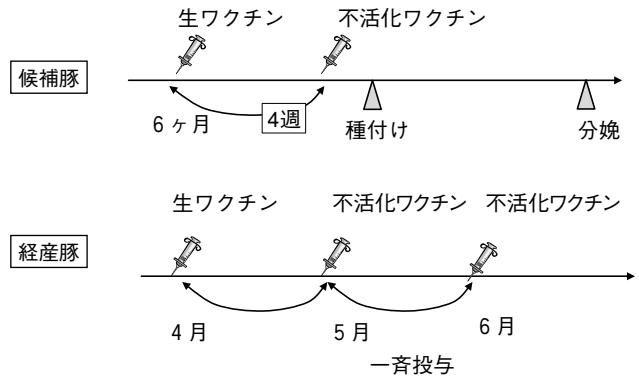 生ワクチン
不活化ワクチン
候補豚
6ヶ月
4週
種付け
分娩
生ワクチン
不活化ワクチン
不活化ワクチン
経産豚
4月
5月
6月
一斉投与